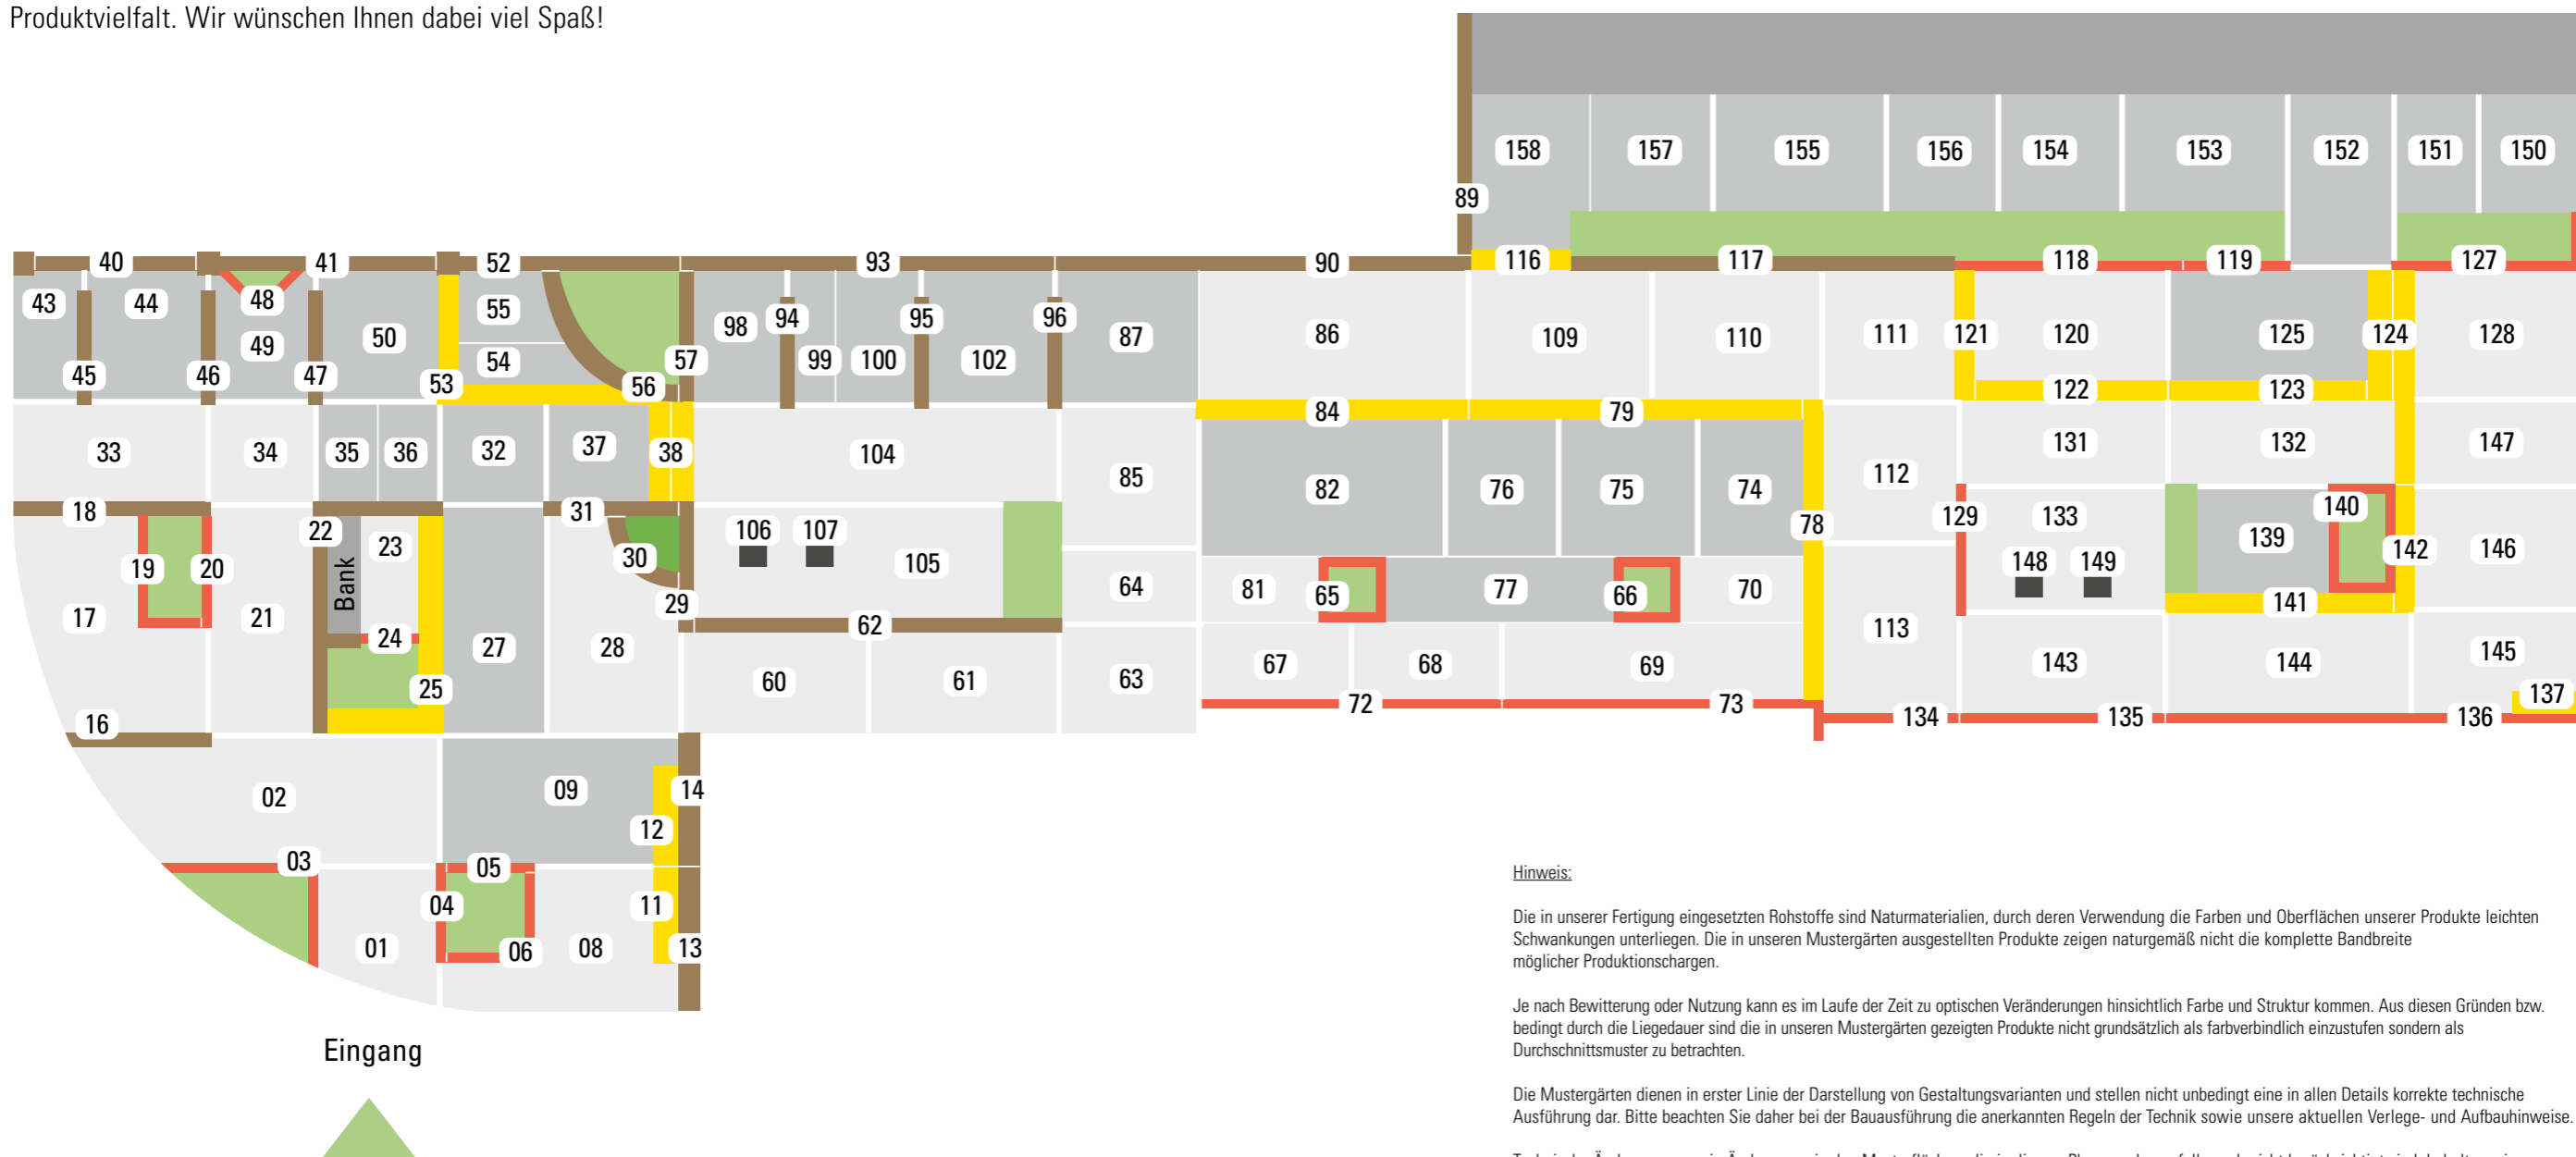 Produktvielfalt. Wir wünschen Ihnen dabei viel Spaß!
158 157 155 156 154 153 152 151 150
89
40 41 52 93 90 116 117 118 119 127
43 44 48 55 98 94 99 100 95 102 96 87 86 109 110 111 121 120 125 124 128
49 50 54 57
45 46 47 53 56 122 123
84 79
33 34 35 36 32 37 38 104 85 82 76 75 74 112 131 132 147
18 22 23 31 106 107 105 78 129 133 140 139 142 146
19 20 Bank 30 64 81 65 77 66 70 148 149
17 21 29 62 141
24 27 28 60 61 63 67 68 69 113 143 144 145
25 137
16 72 73 134 135 136
02 09 14
12
03 05
04 11
01 06 08 13
Eingang
Hinweis:
Die in unserer Fertigung eingesetzten Rohstoffe sind Naturmaterialien, durch deren Verwendung die Farben und Oberflächen unserer Produkte leichten
Schwankungen unterliegen. Die in unseren Mustergärten ausgestellten Produkte zeigen naturgemäß nicht die komplette Bandbreite
möglicher Produktionschargen.
Je nach Bewitterung oder Nutzung kann es im Laufe der Zeit zu optischen Veränderungen hinsichtlich Farbe und Struktur kommen. Aus diesen Gründen bzw.
bedingt durch die Liegedauer sind die in unseren Mustergärten gezeigten Produkte nicht grundsätzlich als farbverbindlich einzustufen sondern als
Durchschnittsmuster zu betrachten.
Die Mustergärten dienen in erster Linie der Darstellung von Gestaltungsvarianten und stellen nicht unbedingt eine in allen Details korrekte technische
Ausführung dar. Bitte beachten Sie daher bei der Bauausführung die anerkannten Regeln der Technik sowie unsere aktuellen Verlege- und Aufbauhinweise.